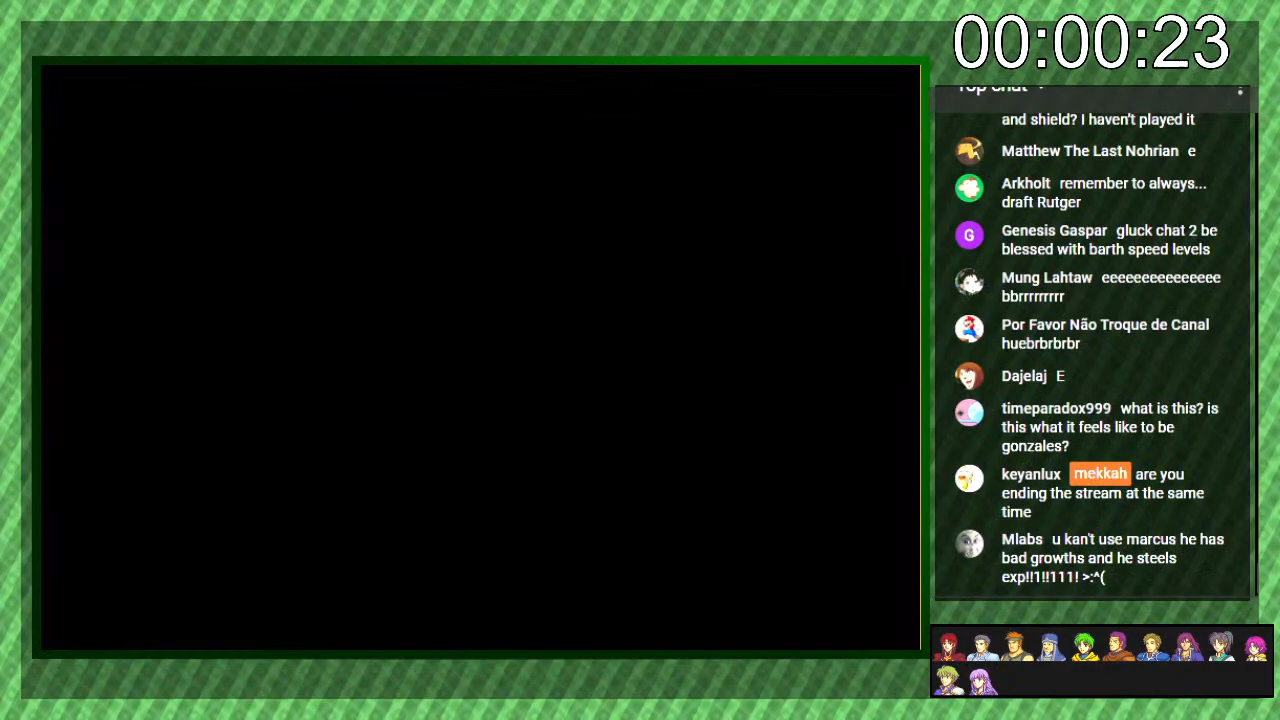 00:00:23
Top chat
and shield? I haven't played it
Matthew The Last Nohrian e
Arkholt remember to always...
draft Rutger
G Genesis Gaspar gluck chat 2 be
blessed with barth speed levels
Mung Lahtaw eeeeeeeeeeeeeee
bbrrrrrrrrr
Por Favor Não Troque de Canal
huebrbrbrbr
Dajelaj E
timeparadox999 what is this? is
this what it feels like to be
gonzales?
keyanlux mekkah are you
ending the stream at the same
time
Mlabs u kan't use marcus he has
bad growths and he steels
exp!!1!!111! >:^(